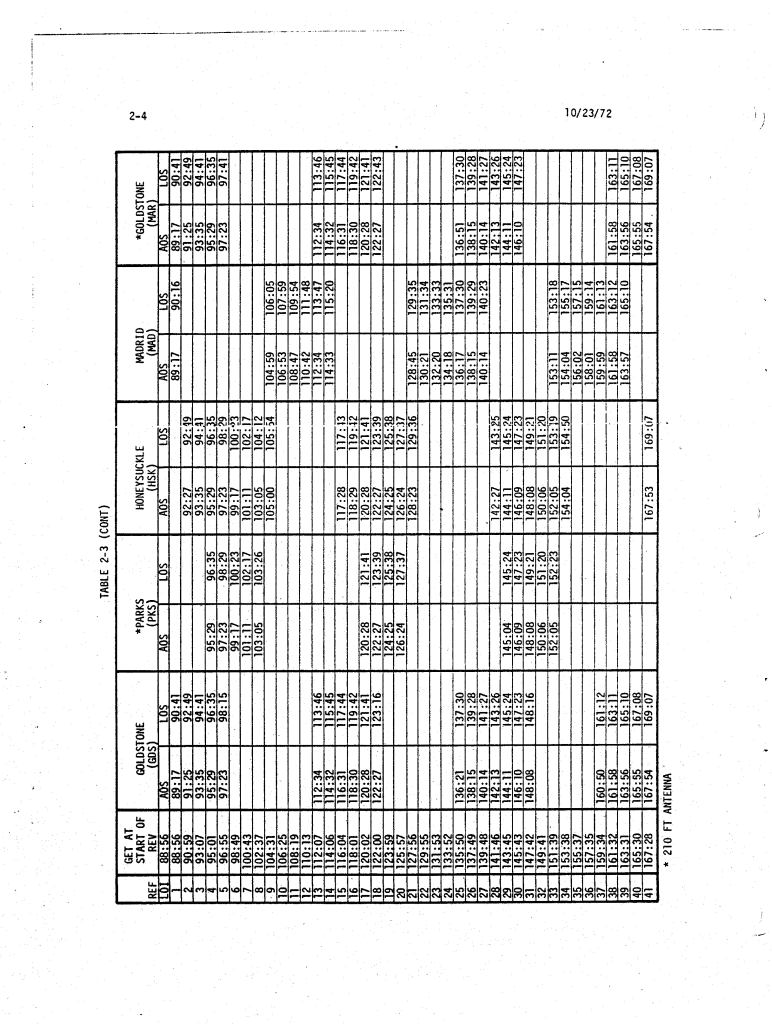 2-4
10/23/72
TABLE 2-3 (CONT)
REF GET AT START OF REV GOLDSTONE (GDS) *PARKS (PKS) HONEYSUCKLE (HSK) MADRID (MAD) *GOLDSTONE (MAR)
AOS LOS AOS LOS AOS LOS AOS LOS AOS LOS
LOI 88:56
1 88:56 89:17 90:41 89:17 90:16 89:17 90:41
2 90:59 91:25 92:49 92:27 92:49 91:25 92:49
3 93:07 93:35 94:41 93:35 94:41 93:35 94:41
4 95:01 95:29 96:35 95:29 96:35 95:29 96:35 95:29 96:35
5 96:55 97:23 98:15 97:23 98:29 97:23 98:29 97:23 97:41
6 98:49 99:17 100:23 99:17 100:23
7 100:43 101:11 102:17 101:11 102:17
8 102:37 103:05 103:26 103:05 104:12
9 104:31 105:00 105:54 104:59 106:05
10 106:25 106:53 107:59
11 108:19 108:47 109:54
12 110:13 110:42 111:48
13 112:07 112:34 113:46 112:34 113:47 112:34 113:46
14 114:06 114:32 115:45 114:33 115:20 114:32 115:45
15 116:04 116:31 117:44 117:28 117:43 116:31 117:44
16 118:02 118:30 119:42 118:29 119:42 118:30 119:42
17 120:02 120:28 121:41 120:28 121:41 120:28 121:41 120:28 121:41
18 122:00 122:27 123:16 122:27 123:39 122:27 123:39 122:27 122:43
19 123:59 124:25 125:38 124:25 125:38
20 125:57 126:24 127:37 126:24 127:37
21 127:56 128:23 129:36 128:45 129:35
22 129:55 130:21 131:34
23 131:53 132:20 133:33
24 133:52 134:18 135:31
25 135:50 136:21 137:30 136:17 137:30 136:51 137:30
26 137:49 138:15 139:28 138:15 139:29 138:15 139:28
27 139:48 140:14 141:27 140:14 140:23 140:14 141:27
28 141:46 142:13 143:26 142:27 143:25 142:13 143:26
29 143:45 144:11 145:24 145:04 145:24 144:11 145:24 144:11 145:24
30 145:43 146:10 147:23 146:09 147:23 146:09 147:23 146:10 147:23
31 147:42 148:08 148:16 148:08 149:21 148:08 149:21
32 149:41 150:06 151:20 150:06 151:20
33 151:39 152:05 152:23 152:05 153:19 153:11 153:18
34 153:38 154:04 154:50 154:04 155:17
35 155:37 156:02 157:15
36 157:35 158:01 159:14
37 159:34 160:50 161:12 159:59 161:13
38 161:32 161:58 163:11 161:58 163:12 161:58 163:11
39 163:31 163:56 165:10 163:57 165:10 163:56 165:10
40 165:30 165:55 167:08 165:55 167:08
41 167:28 167:54 169:07 167:53 169:07 167:54 169:07
* 210 FT ANTENNA